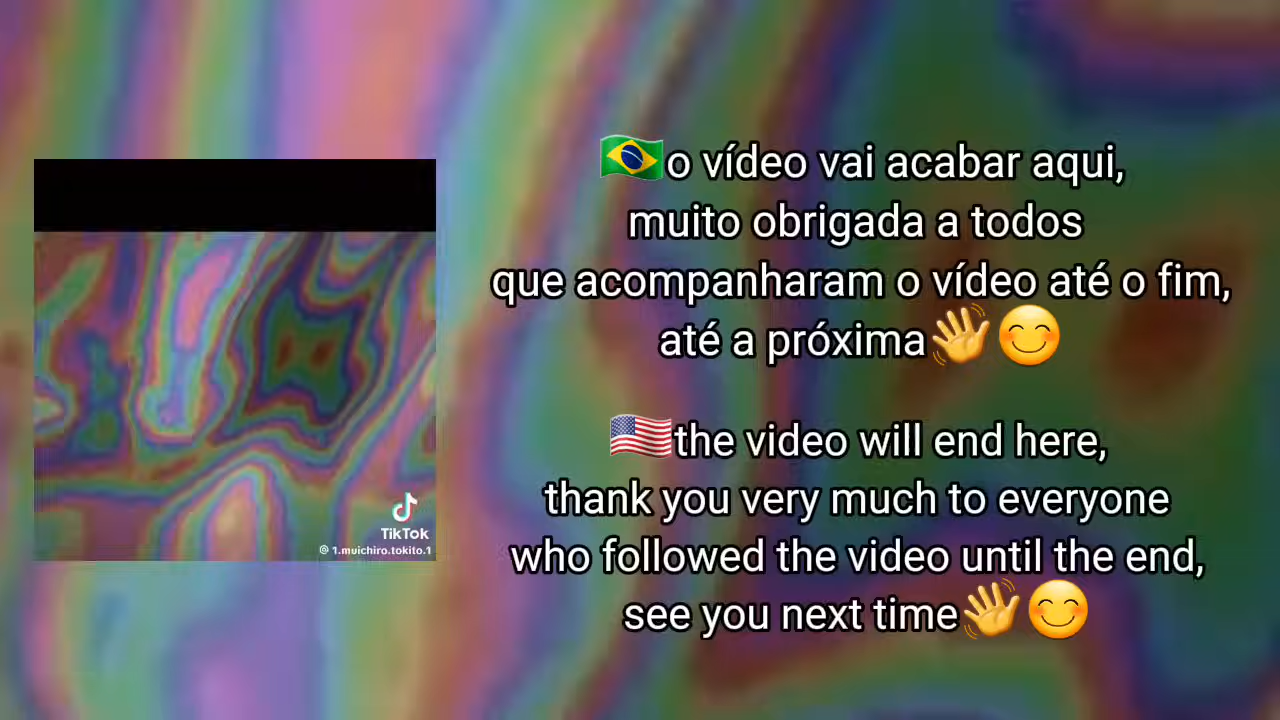 🇧🇷o vídeo vai acabar aqui,
muito obrigada a todos
que acompanharam o vídeo até o fim,
até a próxima👋😊
🇺🇸the video will end here,
thank you very much to everyone
who followed the video until the end,
see you next time👋😊
TikTok
@ 1.muichiro.tokito.1